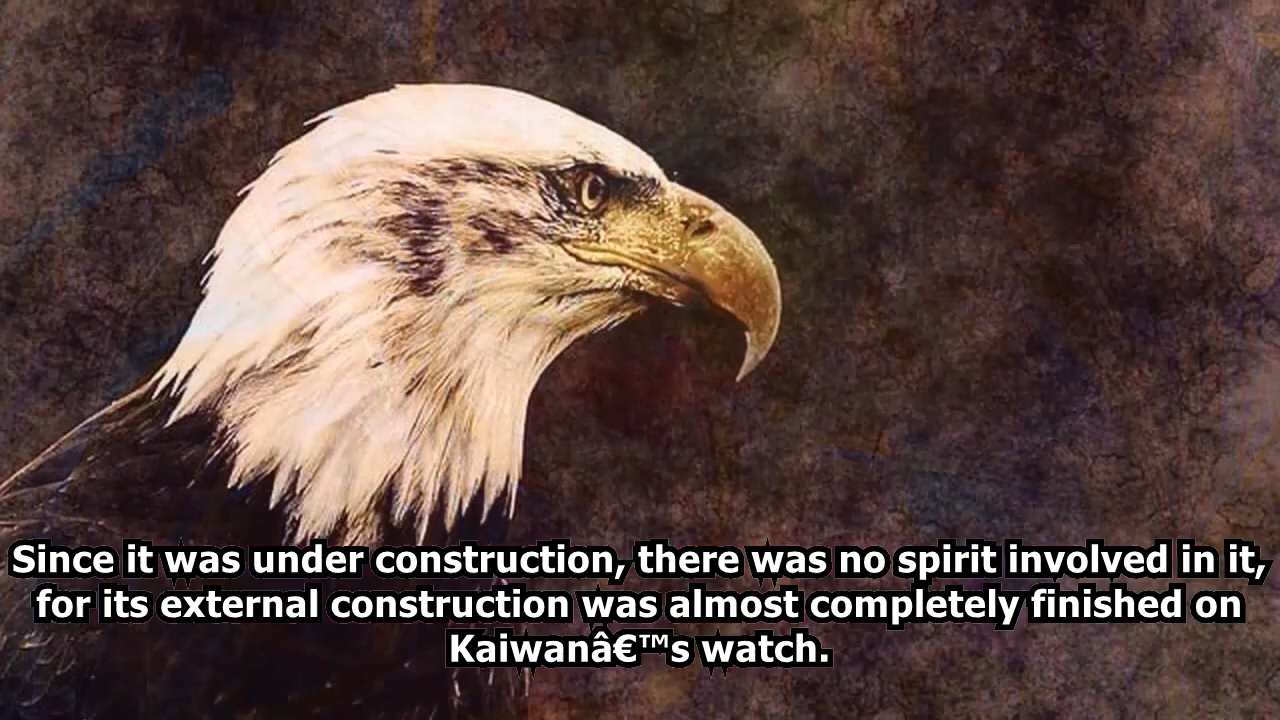 Since it was under construction, there was no spirit involved in it,
for its external construction was almost completely finished on
Kaiwanâ€™s watch.